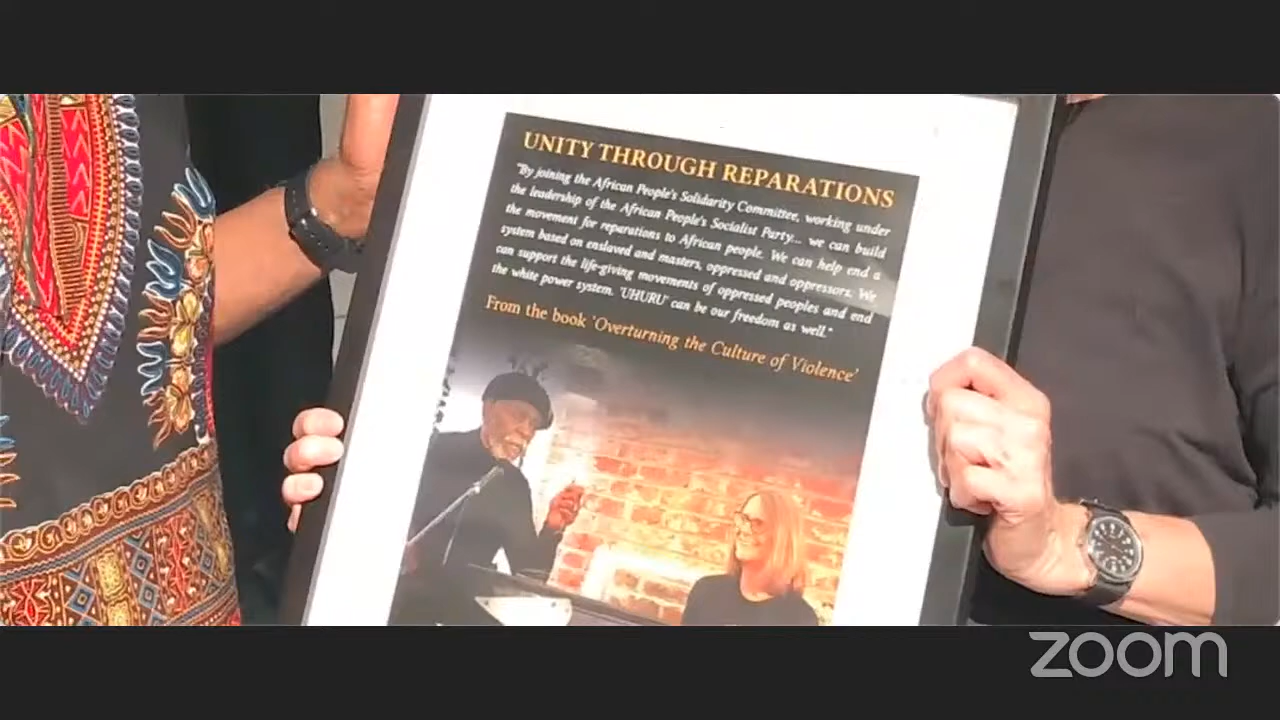 UNITY THROUGH REPARATIONS
"By joining the African People's Solidarity Committee, working under
the leadership of the African People's Socialist Party... we can build
the movement for reparations to African people. We can help end a
system based on enslaved and masters, oppressed and oppressors. We
can support the life-giving movements of oppressed peoples and end
the white power system. 'UHURU' can be our freedom as well."
From the book 'Overturning the Culture of Violence'
zoom